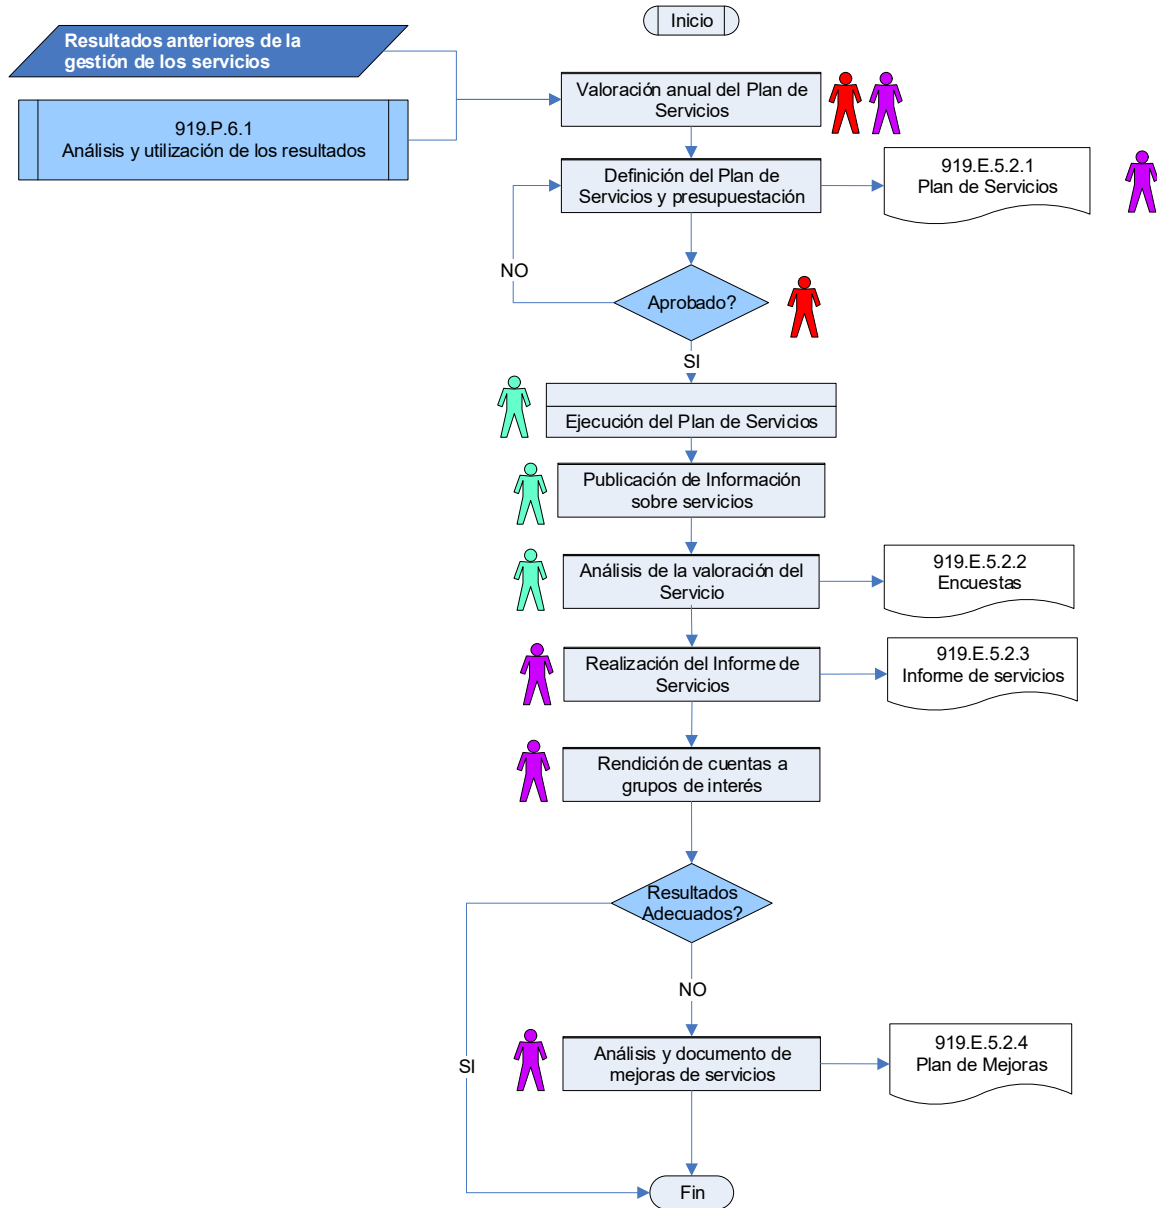 Inicio
Resultados anteriores de la
gestión de los servicios
Valoración anual del Plan de
Servicios
919.P.6.1
Análisis y utilización de los resultados
Definición del Plan de
Servicios y presupuestación
919.E.5.2.1
Plan de Servicios
NO
Aprobado?
SI
Ejecución del Plan de Servicios
Publicación de Información
sobre servicios
Análisis de la valoración del
Servicio
919.E.5.2.2
Encuestas
Realización del Informe de
Servicios
919.E.5.2.3
Informe de servicios
Rendición de cuentas a
grupos de interés
Resultados
Adecuados?
NO
SI
Análisis y documento de
mejoras de servicios
919.E.5.2.4
Plan de Mejoras
Fin